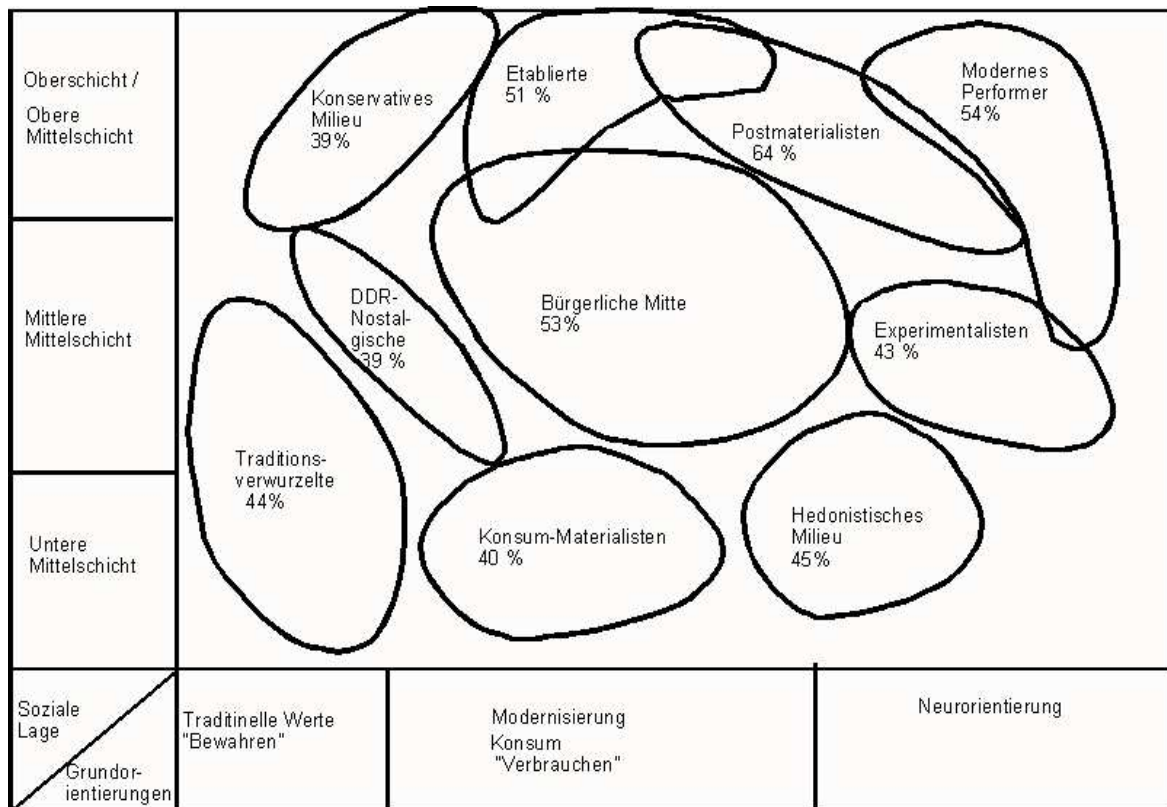 Oberschicht /
Obere
Mittelschicht
Konservatives
Milieu
39%
Etablierte
51 %
Postmaterialisten
64 %
Modernes
Performer
54%
Mittlere
Mittelschicht
DDR-
Nostal-
gische
39 %
Bürgerliche Mitte
53%
Experimentalisten
43 %
Traditions-
verwurzelte
44%
Untere
Mittelschicht
Konsum-Materialisten
40 %
Hedonistisches
Milieu
45%
Soziale
Lage
Grundor-
ientierungen
Traditinelle Werte
"Bewahren"
Modernisierung
Konsum
"Verbrauchen"
Neurorientierung